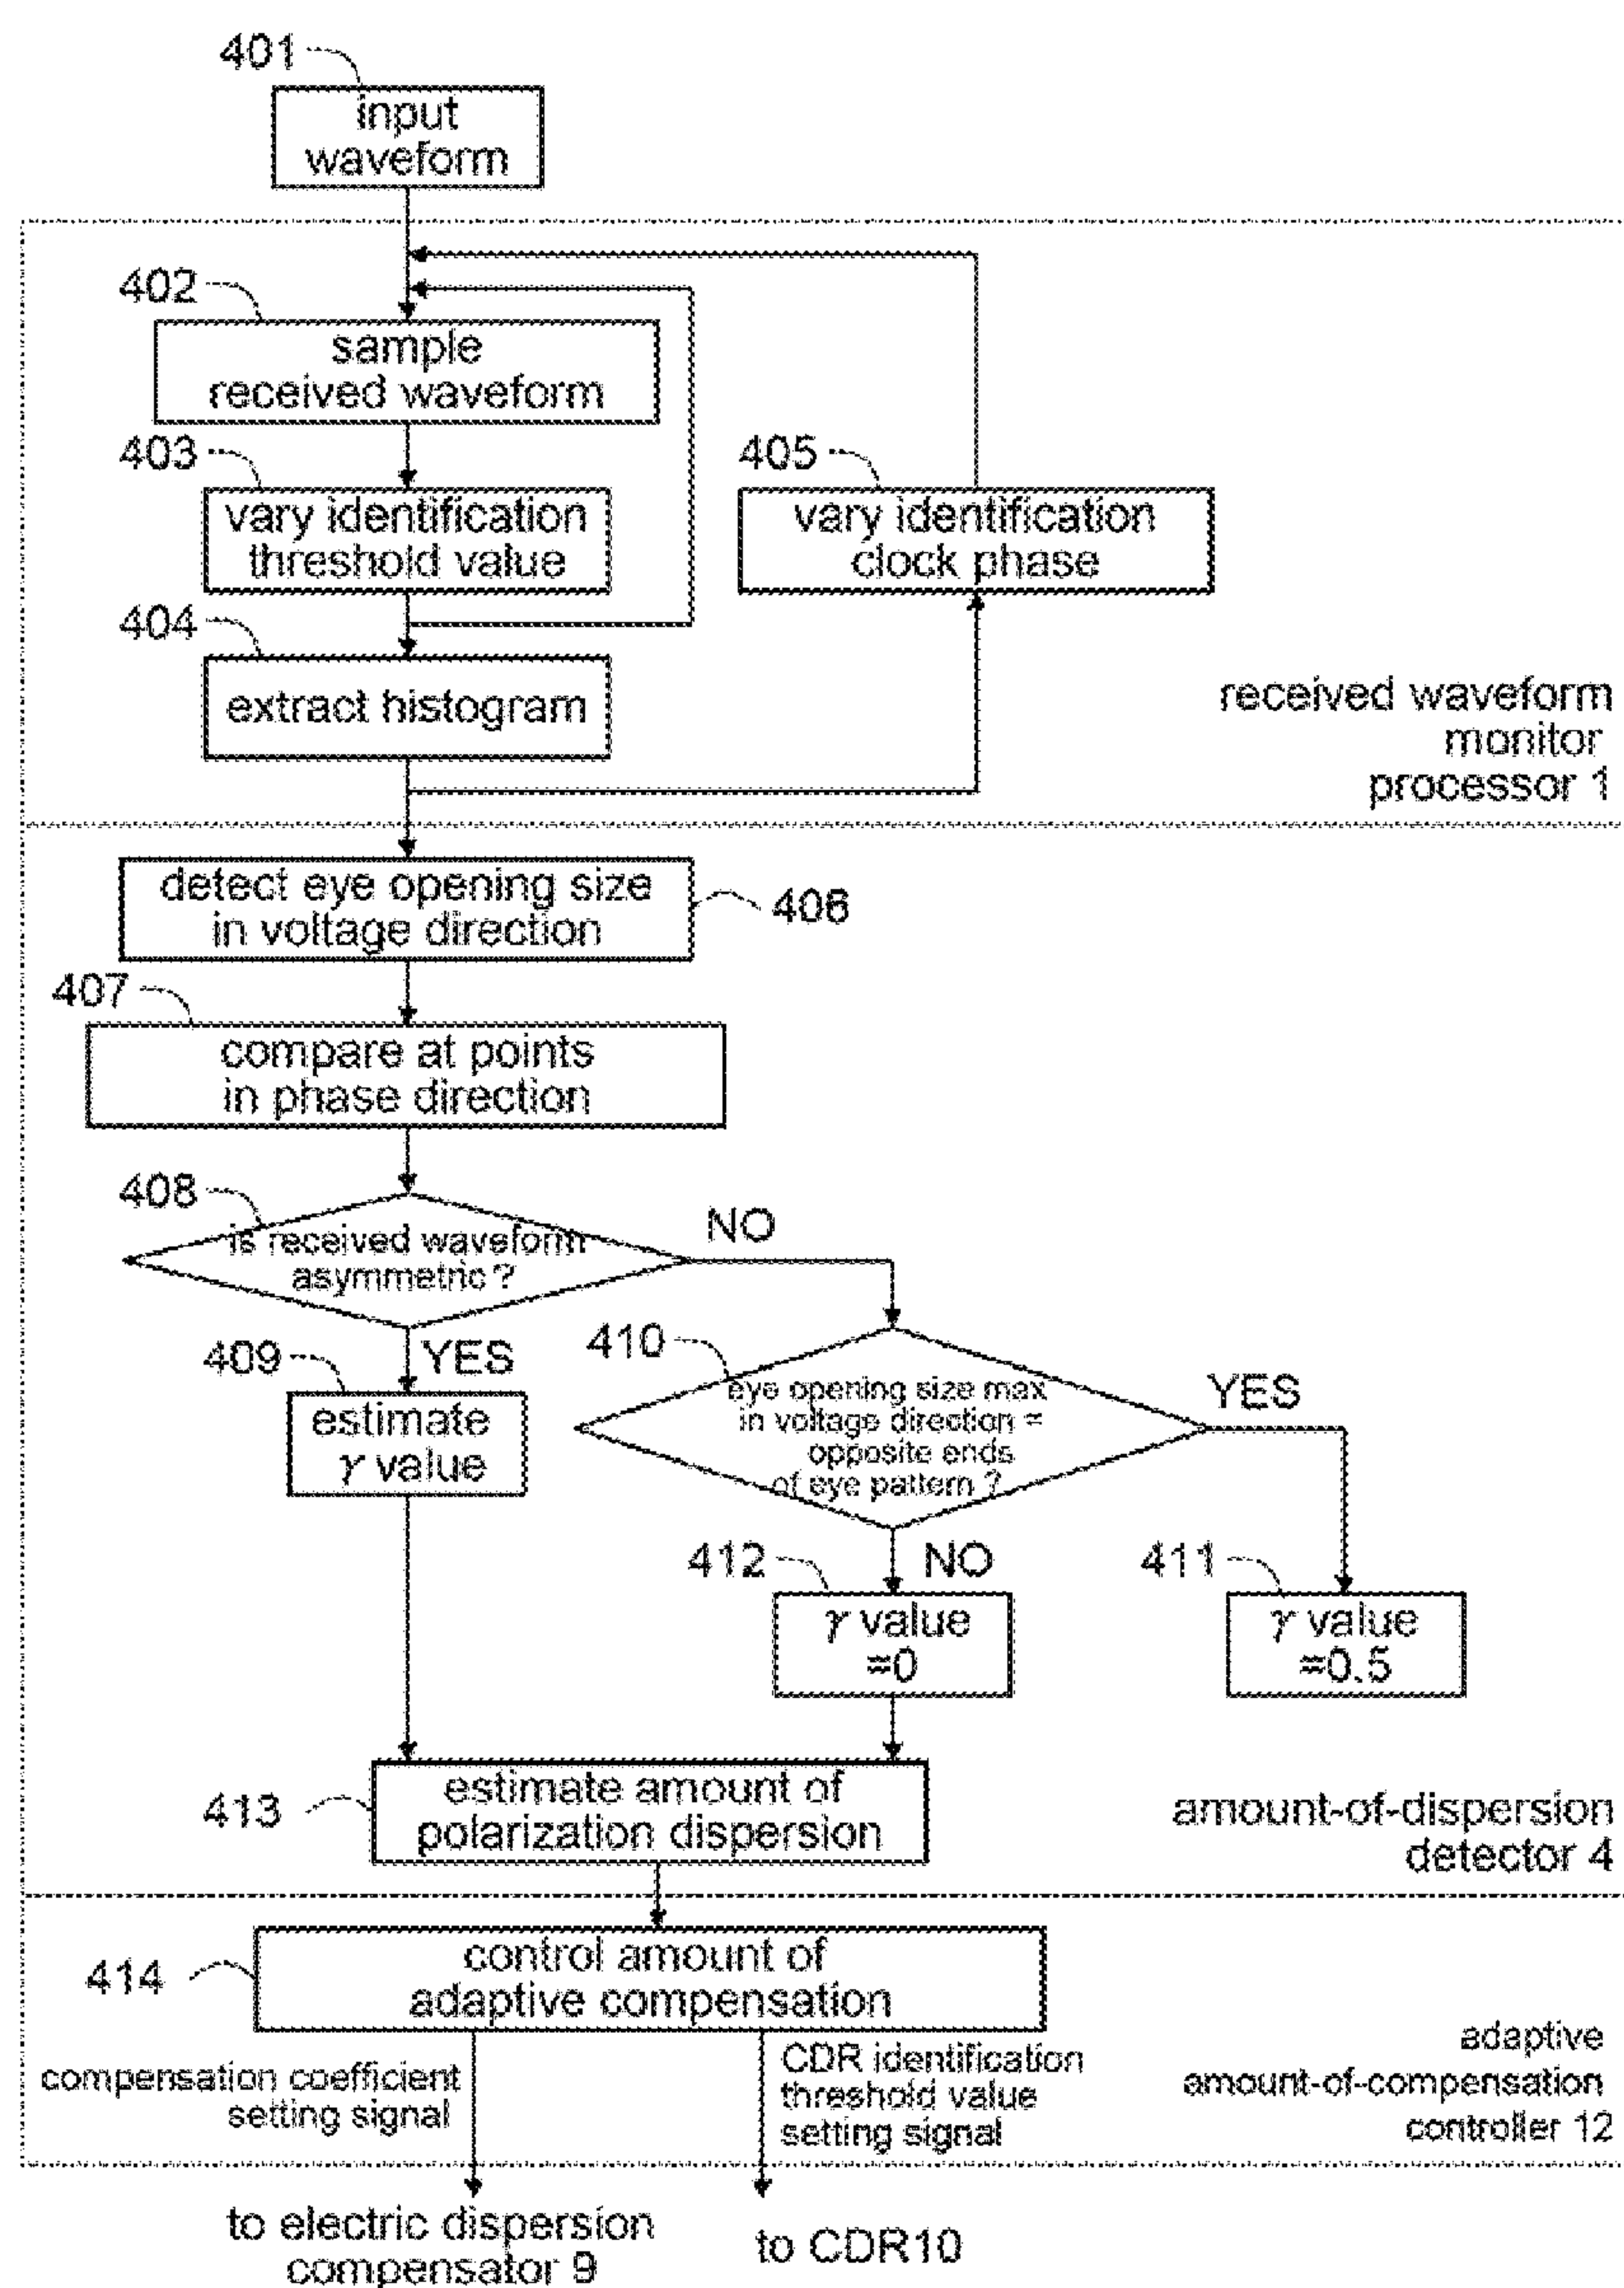 401
input
waveform
402
sample
received waveform
403
vary identification
threshold value
405
vary identification
clock phase
404
extract histogram
received waveform
monitor
processor 1
detect eye opening size
in voltage direction
406
407
compare at points
in phase direction
408
is received waveform
asymmetric ?
NO
YES
409
estimate
γ value
410
eye opening size max
in voltage direction =
opposite ends
of eye pattern ?
YES
NO
412
γ value
=0
411
γ value
=0.5
413
estimate amount of
polarization dispersion
amount-of-dispersion
detector 4
414
control amount of
adaptive compensation
adaptive
amount-of-compensation
controller 12
compensation coefficient
setting signal
CDR identification
threshold value
setting signal
to electric dispersion
compensator 9
to CDR10